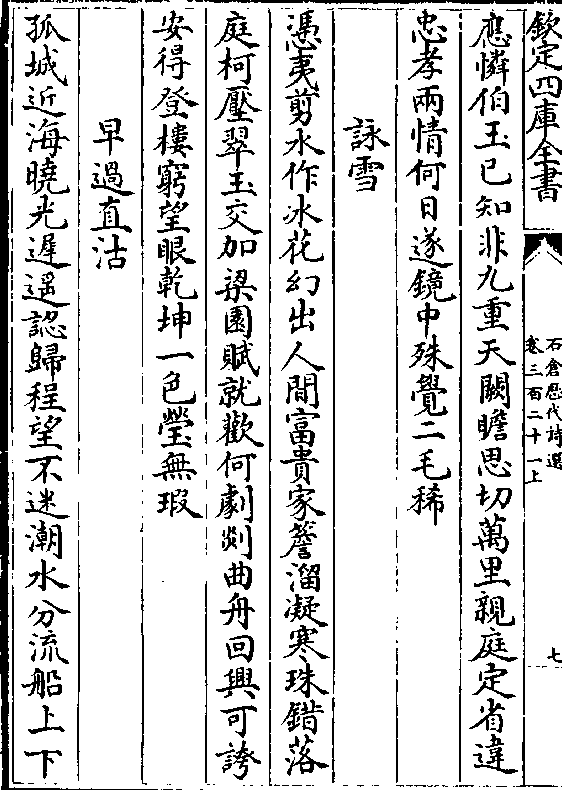 欽定四庫全書
石倉歷代詩選
卷三百二十一上
七
應憐伯玉已知非九重天闕瞻思切萬里親庭定省違
忠孝兩情何日遂鏡中殊覺二毛稀
詠雪
馮夷剪水作冰花幻出人間富貴家簷溜凝寒珠錯落
庭柯壓翠玉交加梁園賦就歡何劇剡曲舟回興可誇
安得登樓窮望眼乾坤一色瑩無瑕
早過直沽
孤城近海曉光遲遥認歸程望不迷潮水分流船上下